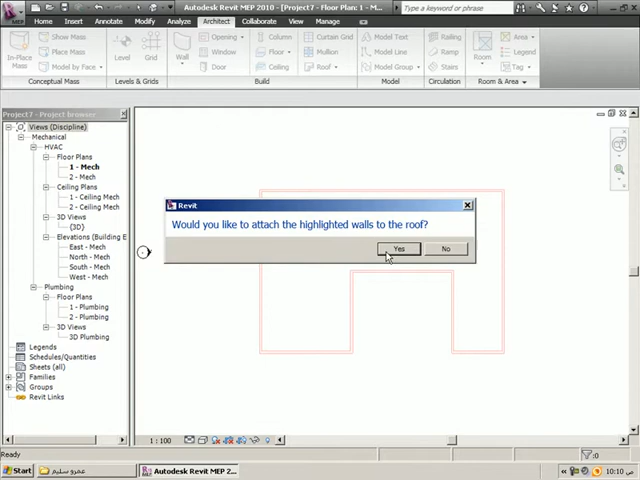 MEP
Autodesk Revit MEP 2010 - [Project7 - Floor Plan: 1 - M...
Type a keyword or phrase
Home Insert Annotate Modify Analyze Architect Collaborate View Manage
In-Place Mass
Show Mass
Place Mass
Model by Face
Conceptual Mass
Levels & Grids
Wall
Opening
Window
Door
Column
Floor
Ceiling
Curtain Grid
Mullion
Roof
Build
Model Text
Model Line
Model Group
Model
Railing
Ramp
Stairs
Circulation
Room
Area
Legend
Tag
Room & Area
Project7 - Project browser
Views (Discipline)
Mechanical
HVAC
Floor Plans
1 - Mech
2 - Mech
Ceiling Plans
1 - Ceiling Mech
2 - Ceiling Mech
3D Views
{3D}
Elevations (Building E
East - Mech
North - Mech
South - Mech
West - Mech
Plumbing
Floor Plans
1 - Plumbing
2 - Plumbing
3D Views
3D Plumbing
Legends
Schedules/Quantities
Sheets (all)
Families
Groups
Revit Links
Revit
Would you like to attach the highlighted walls to the roof?
Yes No
1 : 100
:0
Start
عمرو سليم
Autodesk Revit MEP 2...
10:10 ص